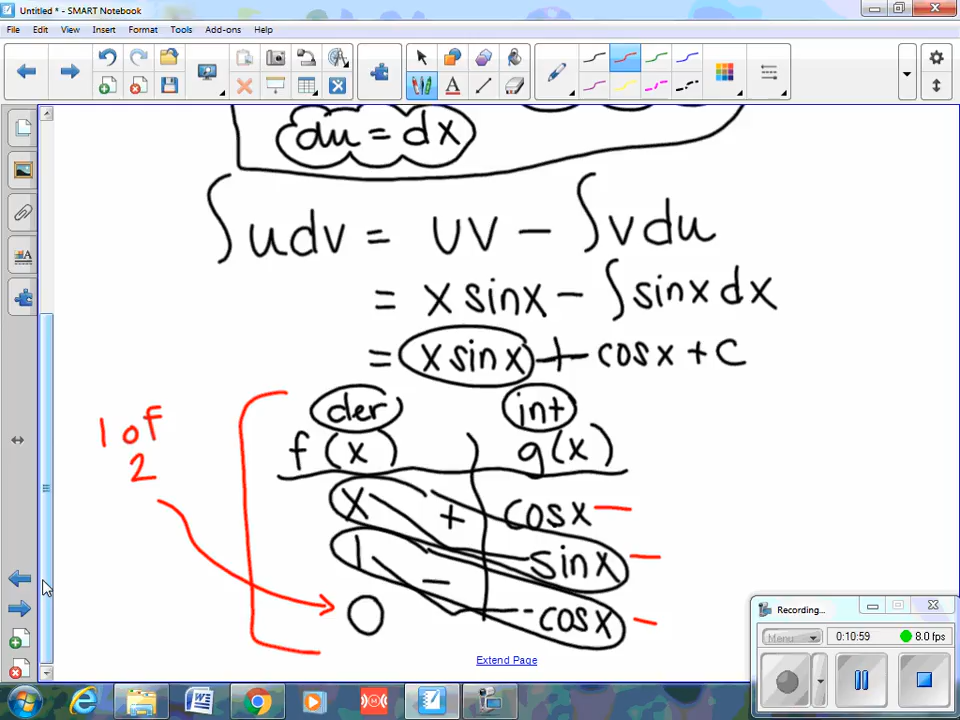 Untitled * - SMART Notebook
File Edit View Insert Format Tools Add-ons Help
du = dx
∫udv = uv - ∫vdu
= x sinx - ∫sinx dx
= x sinx + cosx + C
der int
f(x) g(x)
1 of
2
x + cosx -
1 - sinx -
0 -cosx -
Extend Page
Recording...
Menu 0:10:59 8.0 fps